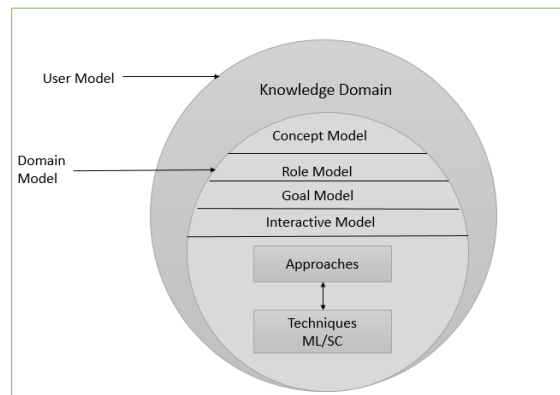 User Model
Knowledge Domain
Concept Model
Domain
Model
Role Model
Goal Model
Interactive Model
Approaches
Techniques
ML/SC